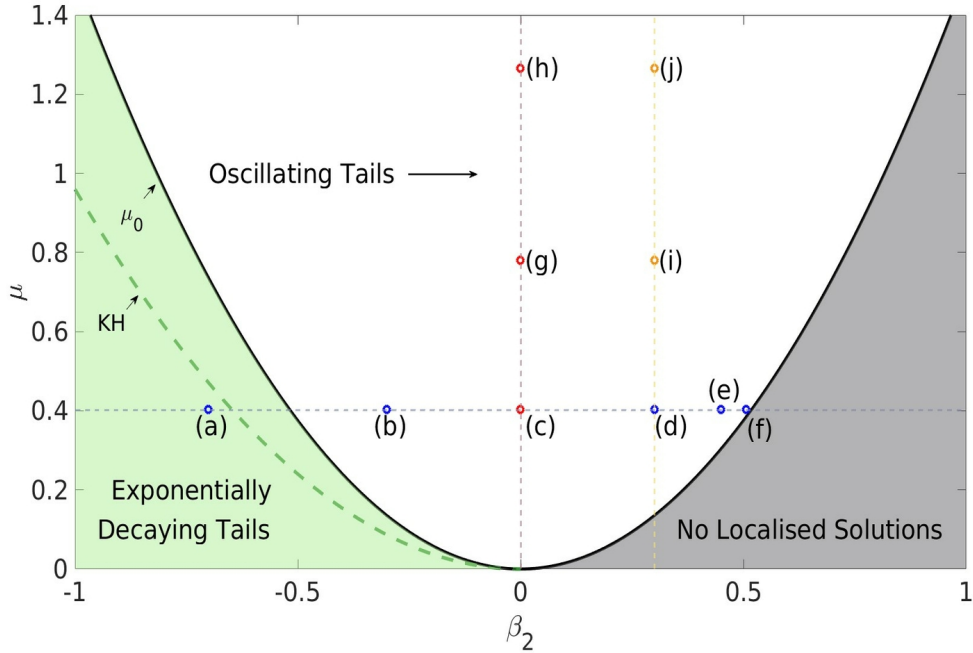 1.4
(h)
(j)
1.2
1
Oscillating Tails
μ0
0.8
(g)
(i)
μ
KH
0.6
0.4
(e)
(a)
(b)
(c)
(d)
(f)
0.2
Exponentially
Decaying Tails
No Localised Solutions
0
-1
-0.5
0
0.5
1
β2